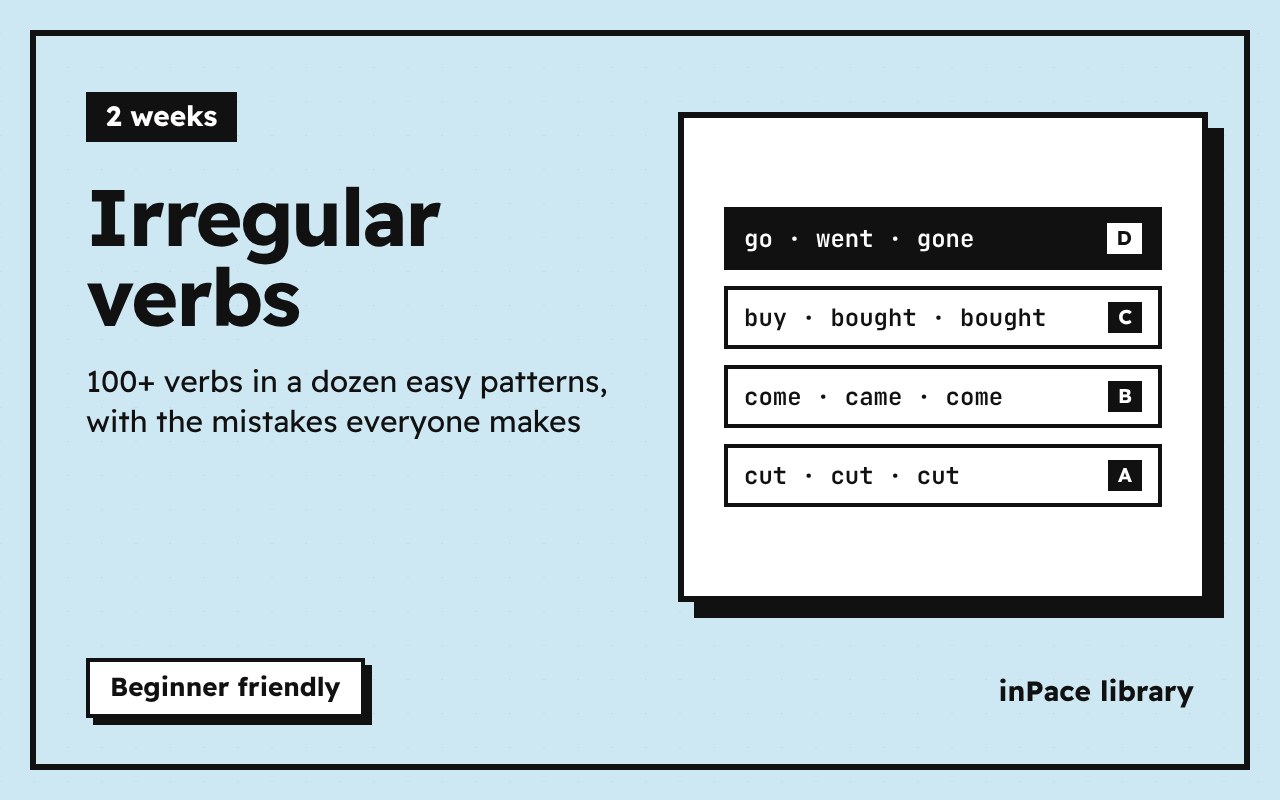 2 weeks
Irregular
verbs
100+ verbs in a dozen easy patterns,
with the mistakes everyone makes
go · went · gone D
buy · bought · bought C
come · came · come B
cut · cut · cut A
Beginner friendly
inPace library